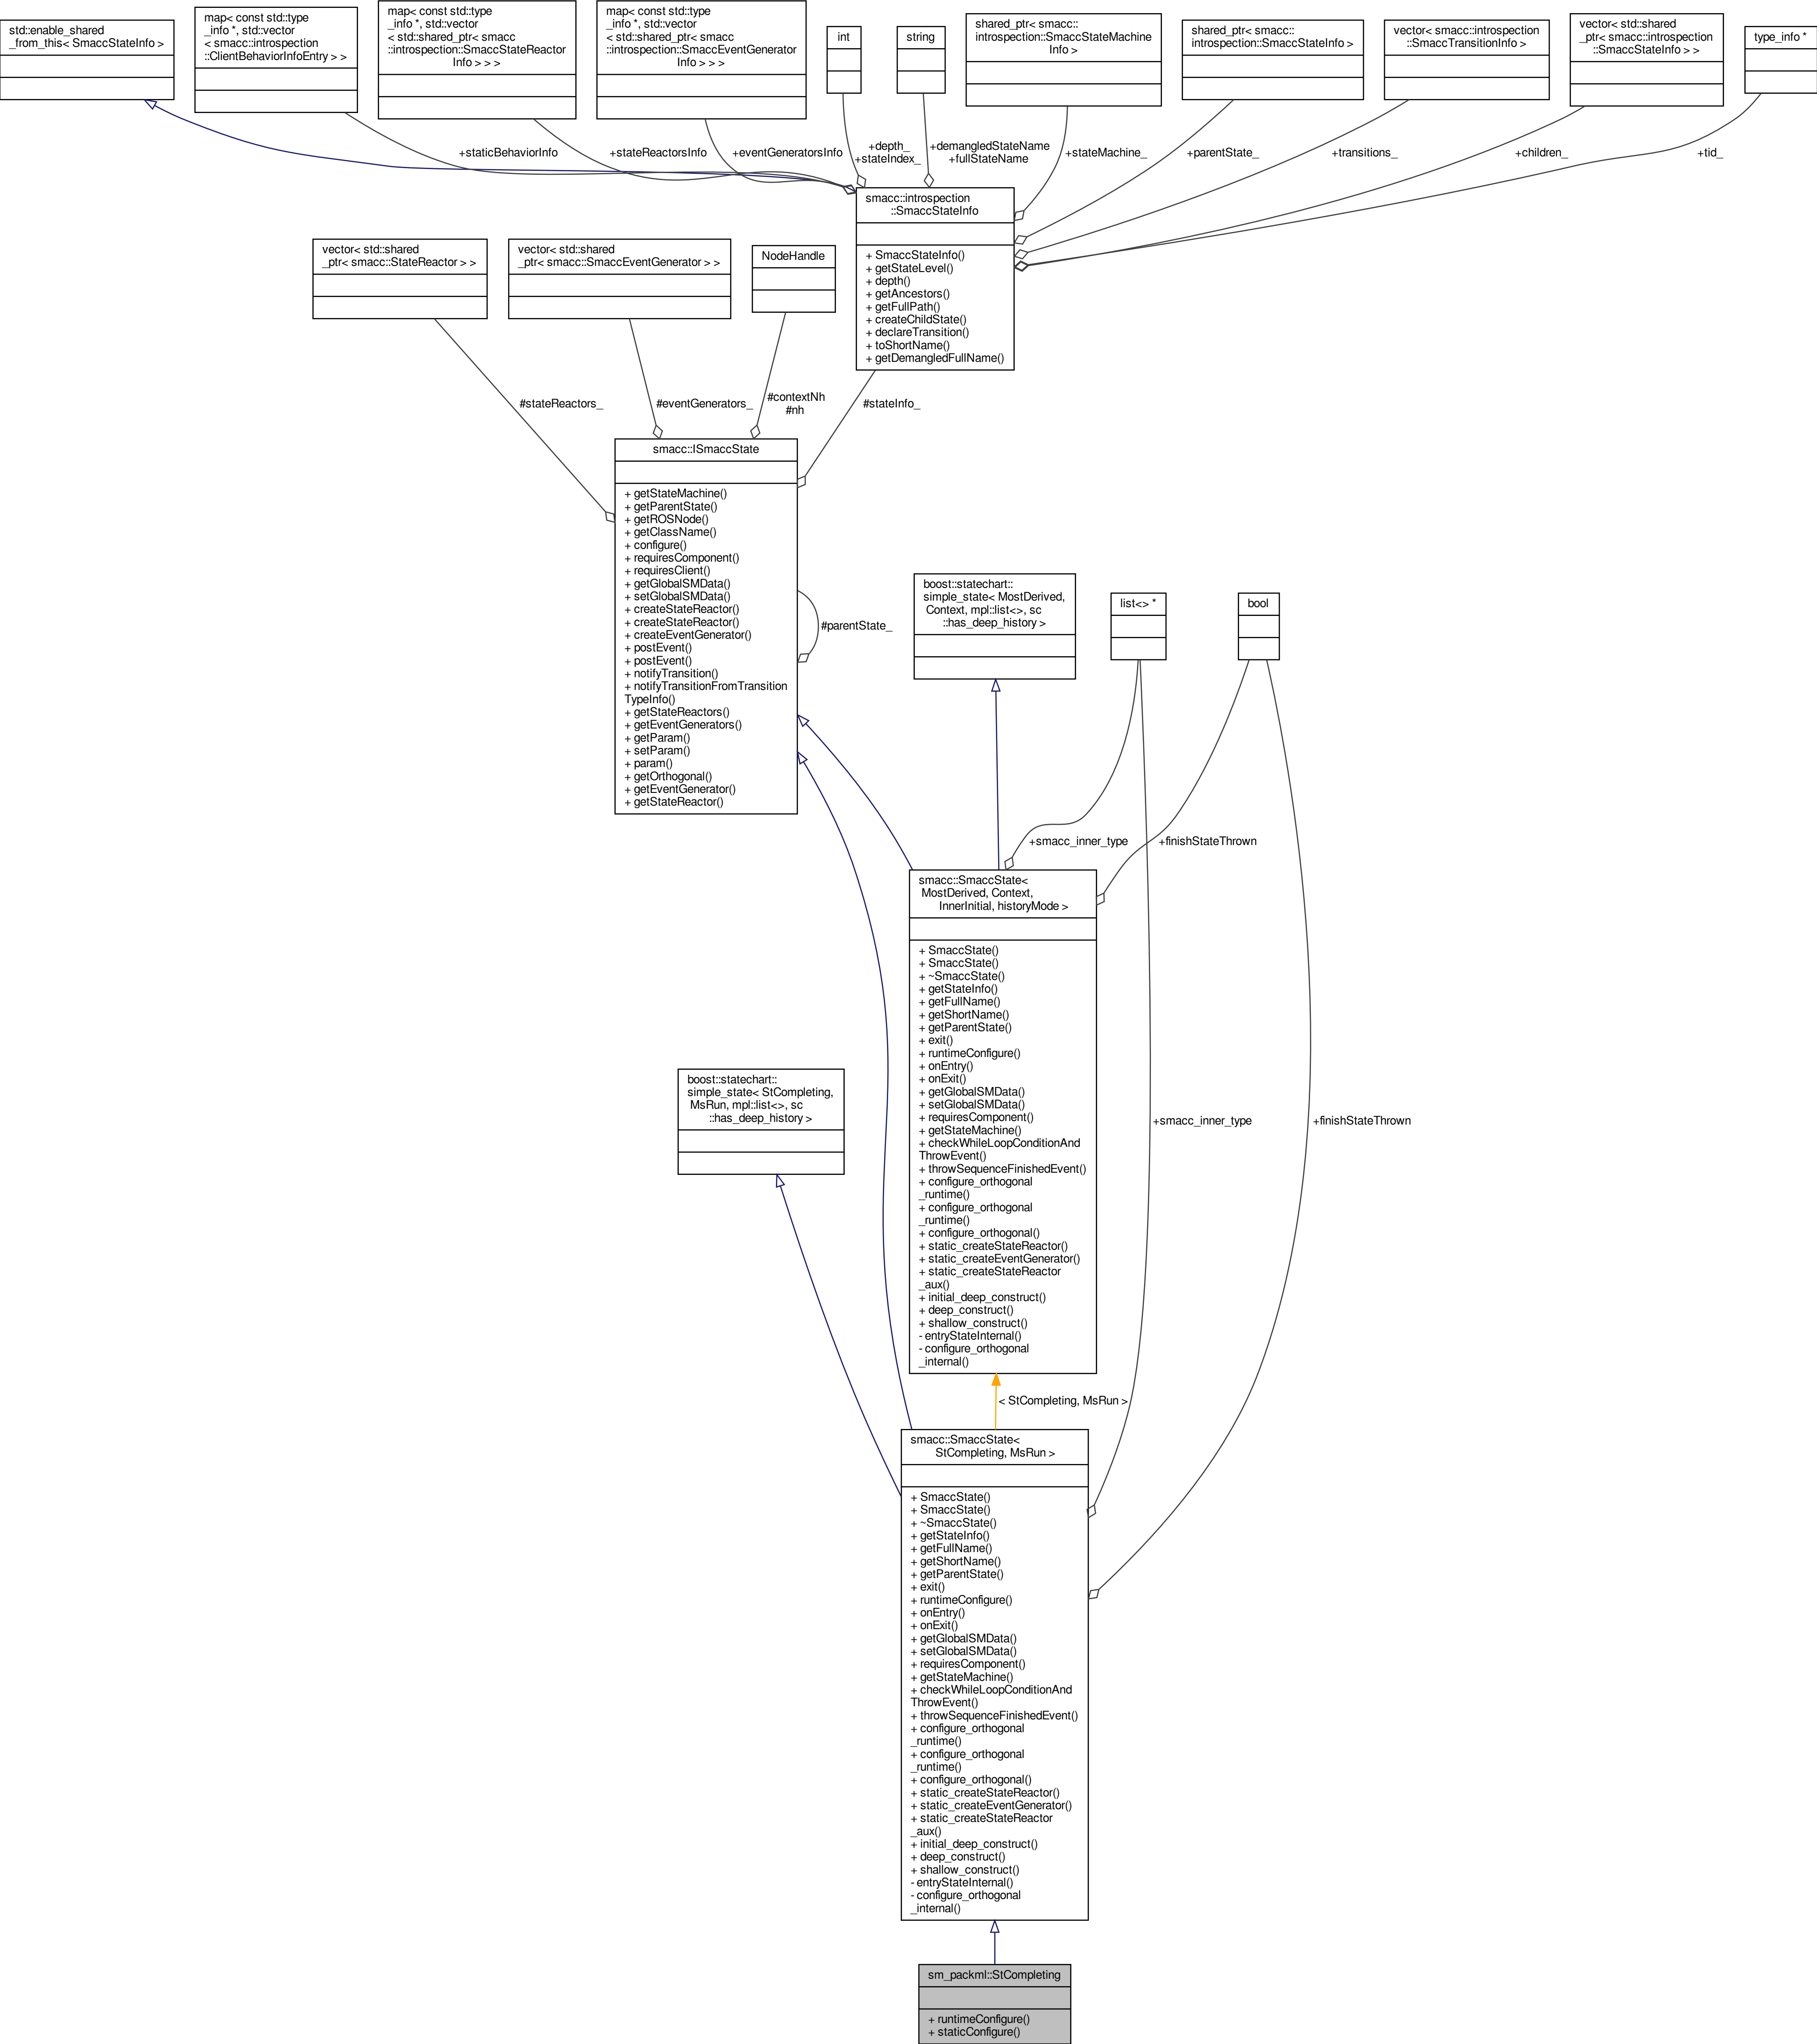 std::enable_shared
_from_this< SmaccStateInfo >
map< const std::type
_info *, std::vector
< smacc::introspection
::ClientBehaviorInfoEntry > >
map< const std::type
_info *, std::vector
< std::shared_ptr< smacc
::introspection::SmaccStateReactor
Info > > >
map< const std::type
_info *, std::vector
< std::shared_ptr< smacc
::introspection::SmaccEventGenerator
Info > > >
int
string
shared_ptr< smacc::
introspection::SmaccStateMachine
Info >
shared_ptr< smacc::
introspection::SmaccStateInfo >
vector< smacc::introspection
::SmaccTransitionInfo >
vector< std::shared
_ptr< smacc::introspection
::SmaccStateInfo > >
type_info *
+staticBehaviorInfo
+stateReactorsInfo
+eventGeneratorsInfo
+depth_
+stateIndex_
+demangledStateName
+fullStateName
+stateMachine_
+parentState_
+transitions_
+children_
+tid_
smacc::introspection
::SmaccStateInfo
+ SmaccStateInfo()
+ getStateLevel()
+ depth()
+ getAncestors()
+ getFullPath()
+ createChildState()
+ declareTransition()
+ toShortName()
+ getDemangledFullName()
vector< std::shared
_ptr< smacc::StateReactor > >
vector< std::shared
_ptr< smacc::SmaccEventGenerator > >
NodeHandle
#stateReactors_
#eventGenerators_
#contextNh
#nh
#stateInfo_
smacc::ISmaccState
+ getStateMachine()
+ getParentState()
+ getROSNode()
+ getClassName()
+ configure()
+ requiresComponent()
+ requiresClient()
+ getGlobalSMData()
+ setGlobalSMData()
+ createStateReactor()
+ createStateReactor()
+ createEventGenerator()
+ postEvent()
+ postEvent()
+ notifyTransition()
+ notifyTransitionFromTransition
TypeInfo()
+ getStateReactors()
+ getEventGenerators()
+ getParam()
+ setParam()
+ param()
+ getOrthogonal()
+ getEventGenerator()
+ getStateReactor()
#parentState_
boost::statechart::
simple_state< MostDerived,
Context, mpl::list<>, sc
::has_deep_history >
list<> *
bool
+smacc_inner_type
+finishStateThrown
smacc::SmaccState<
MostDerived, Context,
InnerInitial, historyMode >
+ SmaccState()
+ SmaccState()
+ ~SmaccState()
+ getStateInfo()
+ getFullName()
+ getShortName()
+ getParentState()
+ exit()
+ runtimeConfigure()
+ onEntry()
+ onExit()
+ getGlobalSMData()
+ setGlobalSMData()
+ requiresComponent()
+ getStateMachine()
+ checkWhileLoopConditionAnd
ThrowEvent()
+ throwSequenceFinishedEvent()
+ configure_orthogonal
_runtime()
+ configure_orthogonal
_runtime()
+ configure_orthogonal()
+ static_createStateReactor()
+ static_createEventGenerator()
+ static_createStateReactor
_aux()
+ initial_deep_construct()
+ deep_construct()
+ shallow_construct()
- entryStateInternal()
- configure_orthogonal
_internal()
boost::statechart::
simple_state< StCompleting,
MsRun, mpl::list<>, sc
::has_deep_history >
+smacc_inner_type
+finishStateThrown
< StCompleting, MsRun >
smacc::SmaccState<
StCompleting, MsRun >
+ SmaccState()
+ SmaccState()
+ ~SmaccState()
+ getStateInfo()
+ getFullName()
+ getShortName()
+ getParentState()
+ exit()
+ runtimeConfigure()
+ onEntry()
+ onExit()
+ getGlobalSMData()
+ setGlobalSMData()
+ requiresComponent()
+ getStateMachine()
+ checkWhileLoopConditionAnd
ThrowEvent()
+ throwSequenceFinishedEvent()
+ configure_orthogonal
_runtime()
+ configure_orthogonal
_runtime()
+ configure_orthogonal()
+ static_createStateReactor()
+ static_createEventGenerator()
+ static_createStateReactor
_aux()
+ initial_deep_construct()
+ deep_construct()
+ shallow_construct()
- entryStateInternal()
- configure_orthogonal
_internal()
sm_packml::StCompleting
+ runtimeConfigure()
+ staticConfigure()